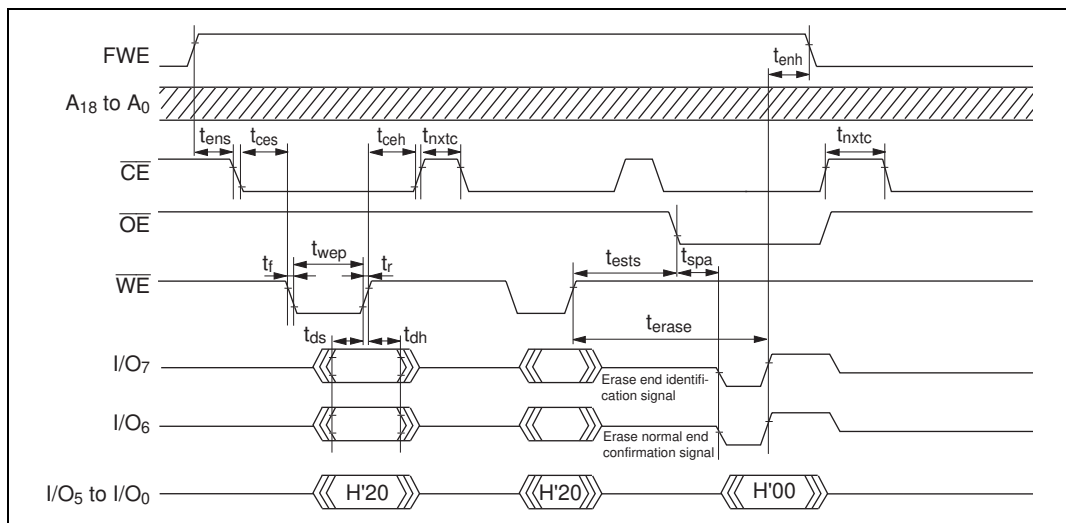 FWE
tenh
A18 to A0
tens
tces
tceh
tnxtc
tnxtc
CE
OE
twep
tests
tspa
tf
tr
WE
terase
tds
tdh
I/O7
Erase end identifi-
cation signal
I/O6
Erase normal end
confirmation signal
I/O5 to I/O0
H'20
H'20
H'00